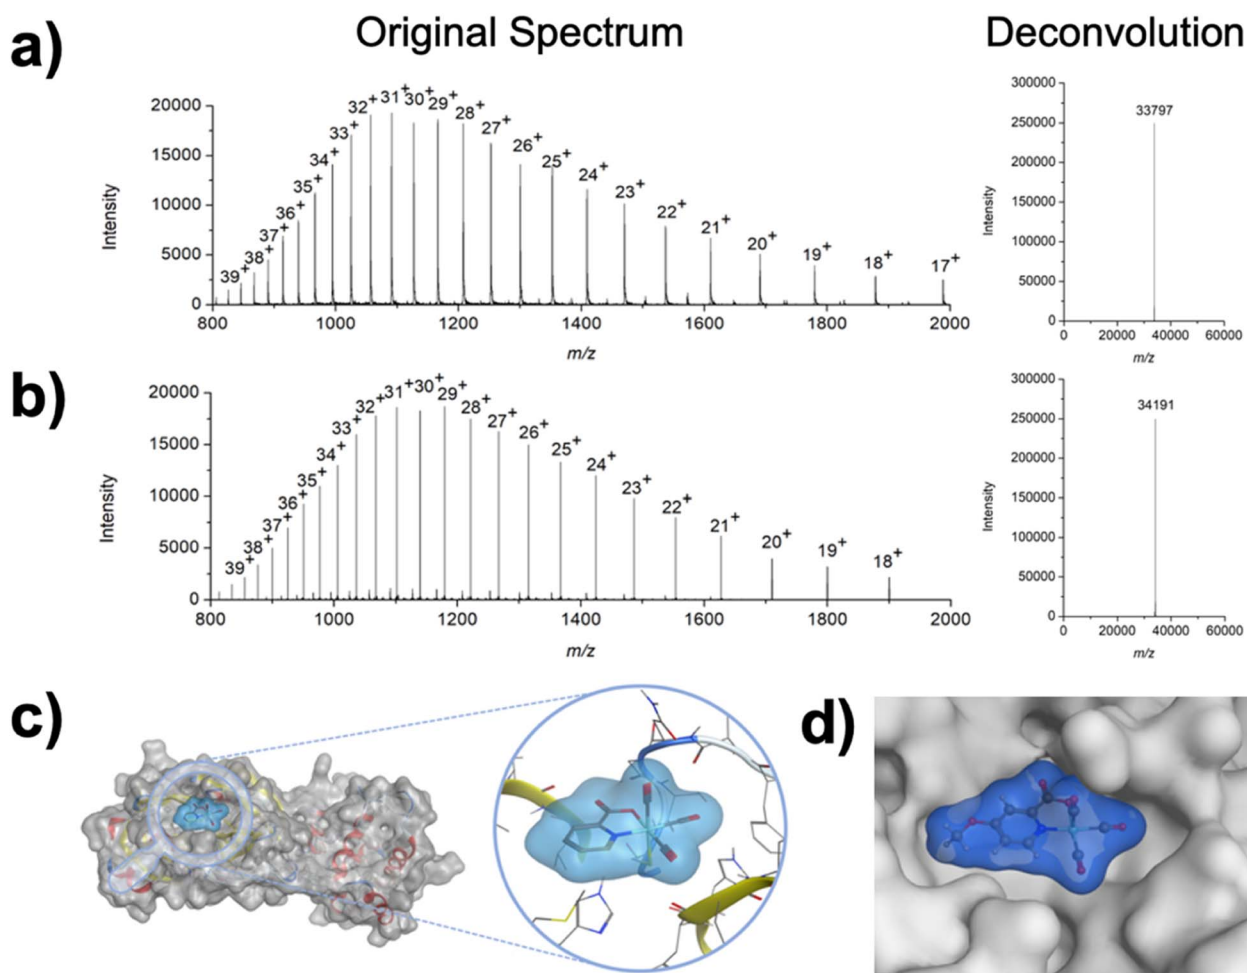 a)
Original Spectrum
Deconvolution
Intensity
20000
15000
10000
5000
0
39+ 38+ 37+ 36+ 35+ 34+ 33+ 32+ 31+ 30+ 29+ 28+ 27+ 26+ 25+ 24+ 23+ 22+ 21+ 20+ 19+ 18+ 17+
800 1000 1200 1400 1600 1800 2000
m/z
Intensity
300000
250000
200000
150000
100000
50000
0
33797
0 20000 40000 60000
m/z
b)
Intensity
20000
15000
10000
5000
0
39+ 38+ 37+ 36+ 35+ 34+ 33+ 32+ 31+ 30+ 29+ 28+ 27+ 26+ 25+ 24+ 23+ 22+ 21+ 20+ 19+ 18+
800 1000 1200 1400 1600 1800 2000
m/z
Intensity
300000
250000
200000
150000
100000
50000
0
34191
0 20000 40000 60000
m/z
c)
d)